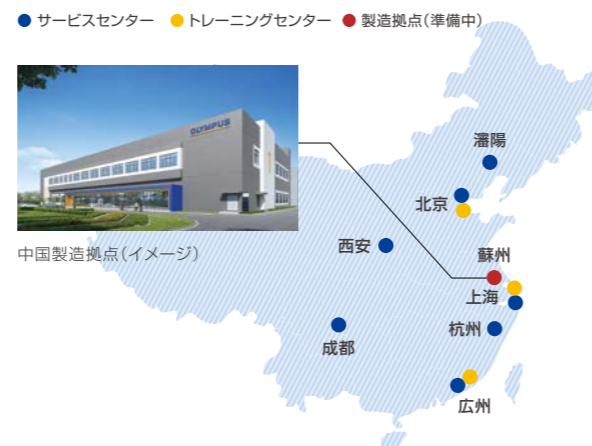 サービスセンター トレーニングセンター 製造拠点(準備中)
OLYMPUS
中国製造拠点(イメージ)
瀋陽
北京
西安
蘇州
上海
杭州
成都
広州